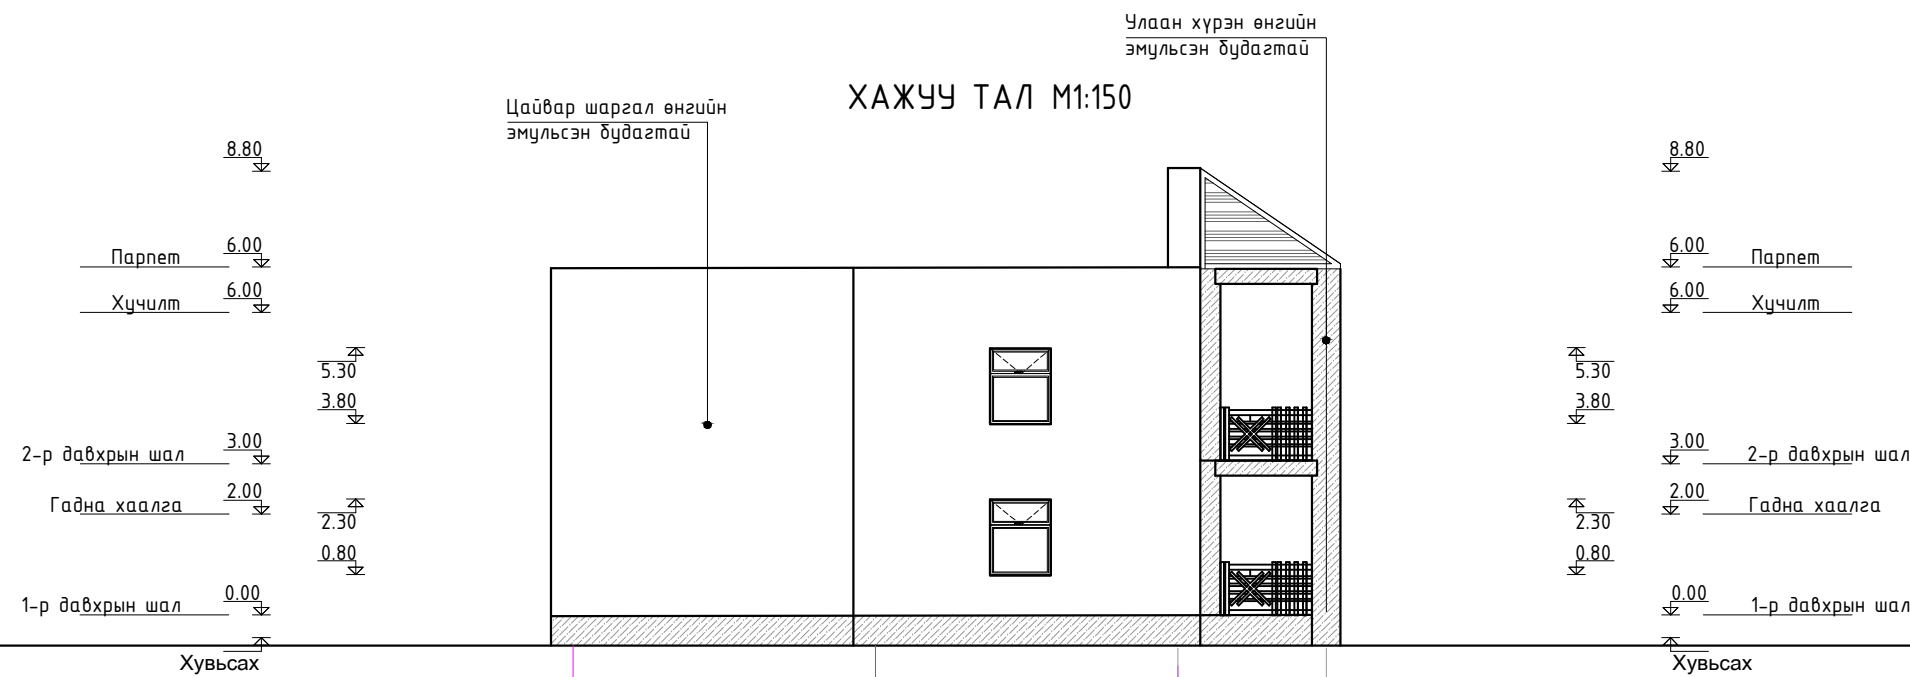 Улаан хүрэн өнгийн
эмульсэн будагтай
ХАЖУУ ТАЛ М1:150
Цайвар шаргал өнгийн
эмульсэн будагтай
8.80
8.80
Парпет 6.00
6.00 Парпет
Хучилт 6.00
6.00 Хучилт
5.30
5.30
3.80
3.80
2-р давхрын шал 3.00
3.00 2-р давхрын шал
Гадна хаалга 2.00
2.00 Гадна хаалга
2.30
2.30
0.80
0.80
1-р давхрын шал 0.00
0.00 1-р давхрын шал
Хувьсах
Хувьсах